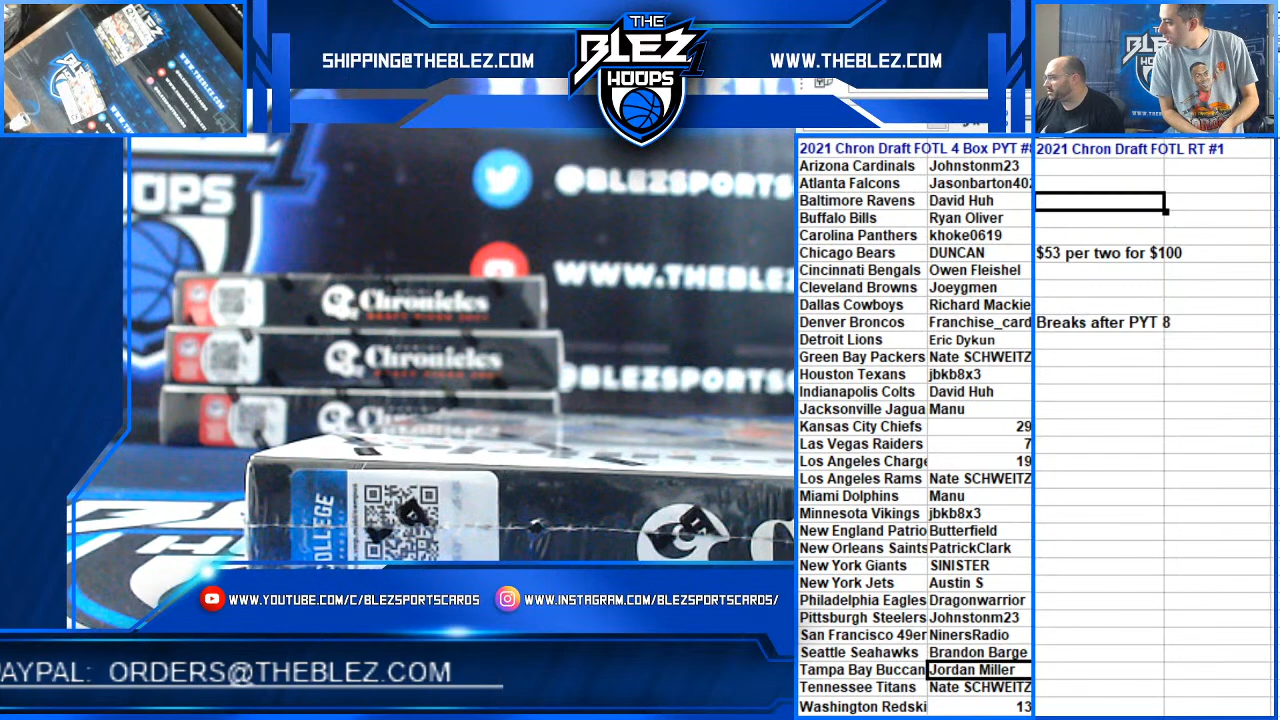 SHIPPING@THEBLEZ.COM
THE
BLEZ 1
HOOPS
WWW.THEBLEZ.COM
@BLEZSPORTS
WWW.THEBLEZ
@BLEZSPORTS
OPS
1
Chronicles
Chronicles
Chronicles
COLLEGE
WWW.YOUTUBE.COM/C/BLEZSPORTSCARDS
WWW.INSTAGRAM.COM/BLEZSPORTSCARDS/
AYPAL: ORDERS@THEBLEZ.COM
2021 Chron Draft FOTL 4 Box PYT #8
Arizona Cardinals Johnstonm23
Atlanta Falcons Jasonbarton402
Baltimore Ravens David Huh
Buffalo Bills Ryan Oliver
Carolina Panthers khoke0619
Chicago Bears DUNCAN
Cincinnati Bengals Owen Fleishel
Cleveland Browns Joeygmen
Dallas Cowboys Richard Mackie
Denver Broncos Franchise_card
Detroit Lions Eric Dykun
Green Bay Packers Nate SCHWEITZ
Houston Texans jbkb8x3
Indianapolis Colts David Huh
Jacksonville Jagua Manu
Kansas City Chiefs 29
Las Vegas Raiders 7
Los Angeles Charge 19
Los Angeles Rams Nate SCHWEITZ
Miami Dolphins Manu
Minnesota Vikings jbkb8x3
New England Patrio Butterfield
New Orleans Saints PatrickClark
New York Giants SINISTER
New York Jets Austin S
Philadelphia Eagles Dragonwarrior
Pittsburgh Steelers Johnstonm23
San Francisco 49er NinersRadio
Seattle Seahawks Brandon Barge
Tampa Bay Buccan Jordan Miller
Tennessee Titans Nate SCHWEITZ
Washington Redski 13
2021 Chron Draft FOTL RT #1
$53 per two for $100
Breaks after PYT 8